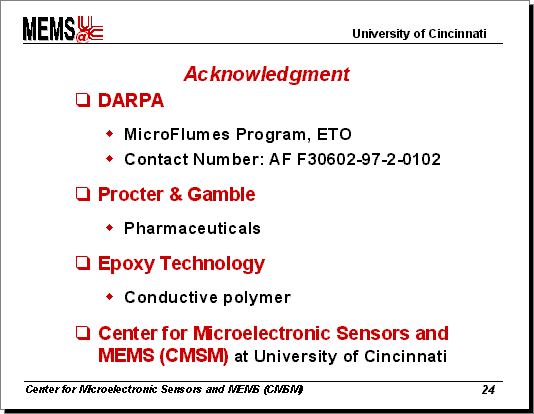 MEMS@UC
University of Cincinnati
Acknowledgment
DARPA
MicroFlumes Program, ETO
Contact Number: AF F30602-97-2-0102
Procter & Gamble
Pharmaceuticals
Epoxy Technology
Conductive polymer
Center for Microelectronic Sensors and
MEMS (CMSM) at University of Cincinnati
Center for Microelectronic Sensors and MEMS (CMSM)
24